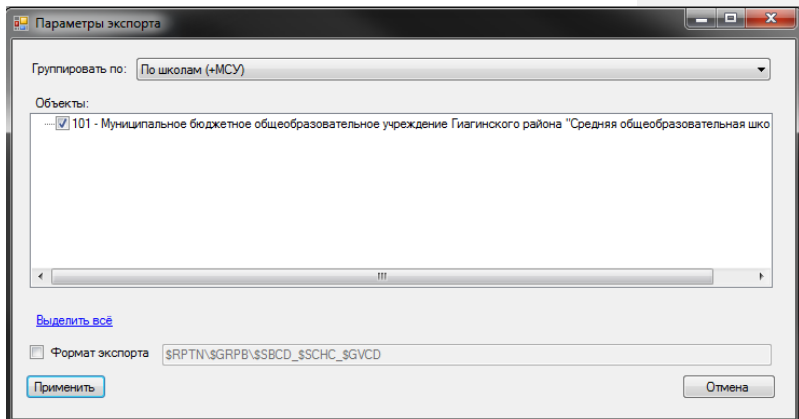 Параметры экспорта
Группировать по: По школам (+МСУ)
Объекты:
101 - Муниципальное бюджетное общеобразовательное учреждение Гиагинского района "Средняя общеобразовательная шко
Выделить всё
Формат экспорта $RPTN\$GRPB\$SBCD_$SCHC_$GVCD
Применить Отмена